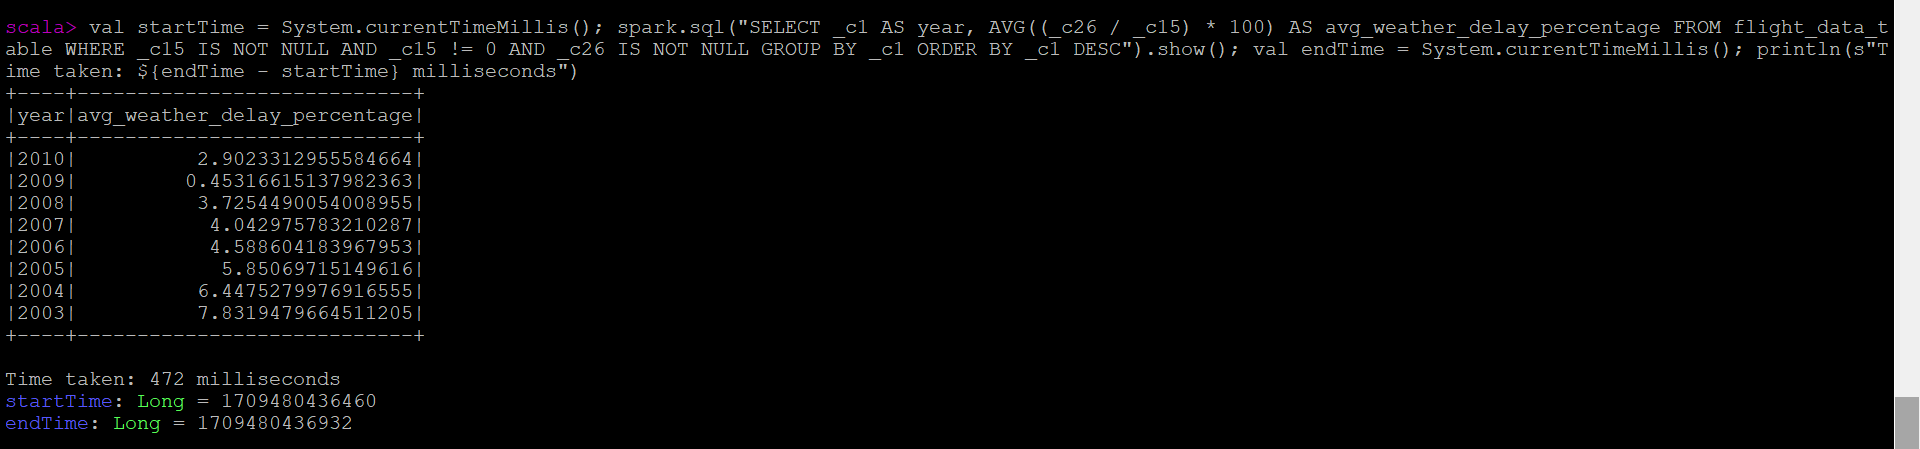 scala> val startTime = System.currentTimeMillis(); spark.sql("SELECT _c1 AS year, AVG((_c26 / _c15) * 100) AS avg_weather_delay_percentage FROM flight_data_t
able WHERE _c15 IS NOT NULL AND _c15 != 0 AND _c26 IS NOT NULL GROUP BY _c1 ORDER BY _c1 DESC").show(); val endTime = System.currentTimeMillis(); println(s"T
ime taken: ${endTime - startTime} milliseconds")
+----+----------------------------+
|year|avg_weather_delay_percentage|
+----+----------------------------+
|2010|          2.9023312955584664|
|2009|         0.45316615137982363|
|2008|          3.7254490054008955|
|2007|           4.042975783210287|
|2006|           4.588604183967953|
|2005|            5.85069715149616|
|2004|          6.4475279976916555|
|2003|          7.8319479664511205|
+----+----------------------------+
Time taken: 472 milliseconds
startTime: Long = 1709480436460
endTime: Long = 1709480436932